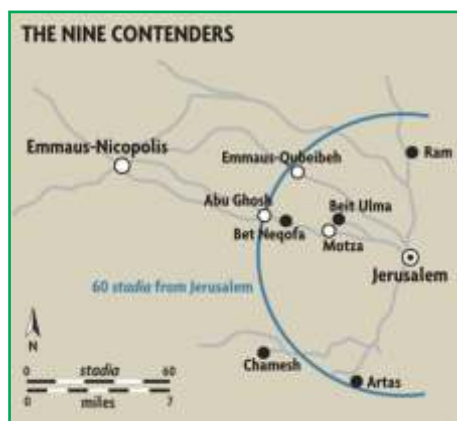 THE NINE CONTENDERS
Emmaus-Nicopolis
Emmaus-Qubeibeh
Ram
Abu Ghosh
Beit Ulma
Bet Neqofa
Motza
Jerusalem
60 stadia from Jerusalem
N
Chamesh
Artas
0 stadia 60
0 miles 7